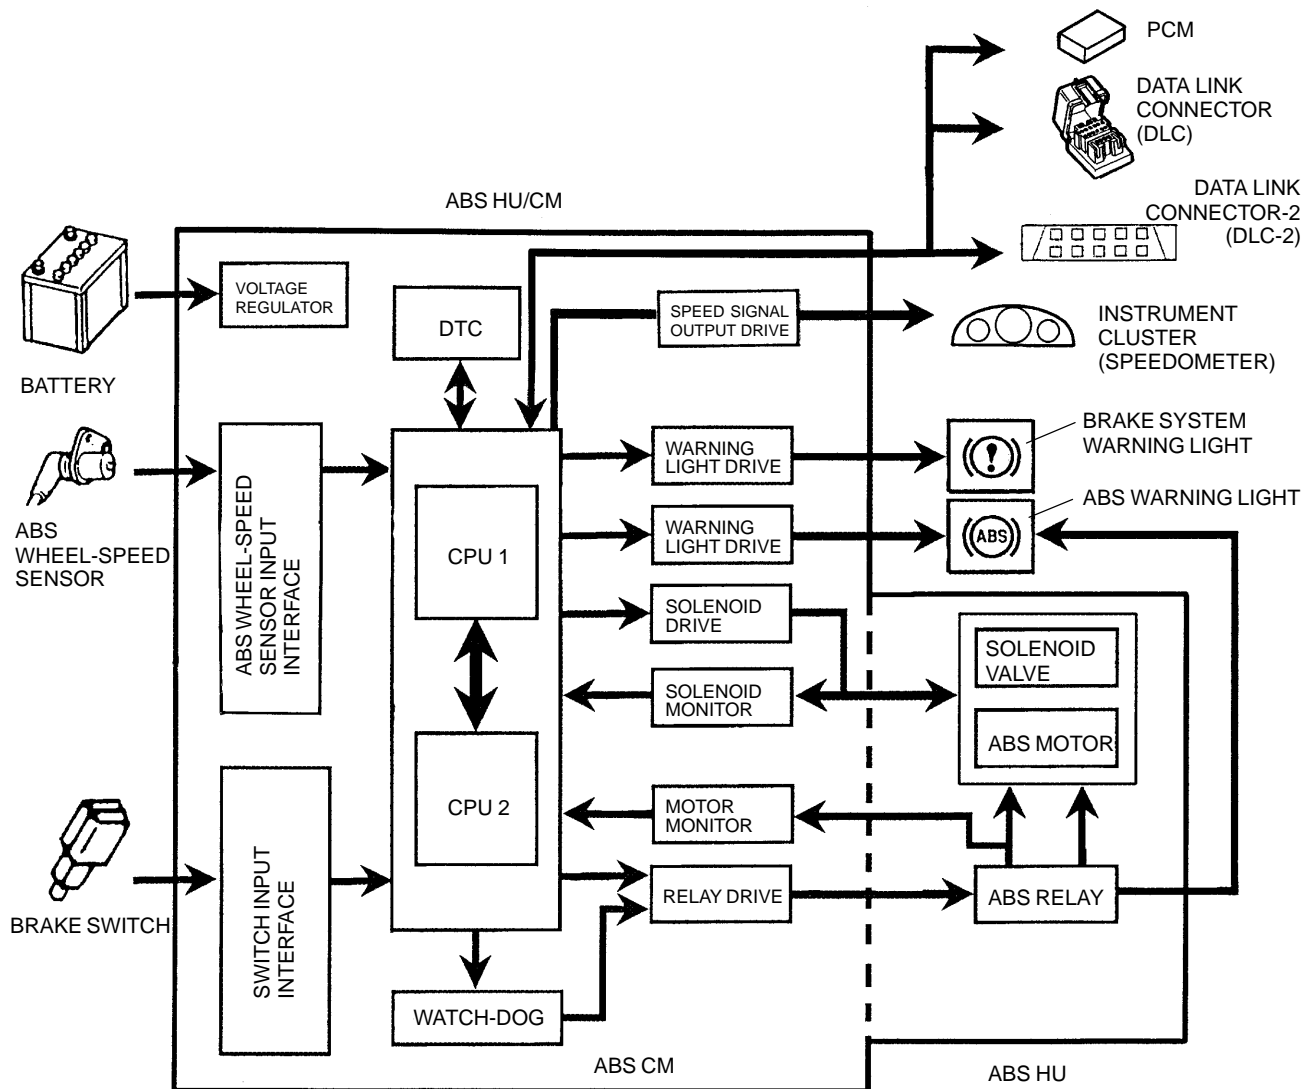 PCM
DATA LINK
CONNECTOR
(DLC)
DATA LINK
CONNECTOR-2
(DLC-2)
ABS HU/CM
BATTERY
VOLTAGE
REGULATOR
DTC
SPEED SIGNAL
OUTPUT DRIVE
INSTRUMENT
CLUSTER
(SPEEDOMETER)
ABS
WHEEL-SPEED
SENSOR
ABS WHEEL-SPEED
SENSOR INPUT
INTERFACE
CPU 1
WARNING
LIGHT DRIVE
BRAKE SYSTEM
WARNING LIGHT
!
WARNING
LIGHT DRIVE
ABS WARNING LIGHT
ABS
SOLENOID
DRIVE
SOLENOID
VALVE
SOLENOID
MONITOR
ABS MOTOR
CPU 2
MOTOR
MONITOR
BRAKE SWITCH
SWITCH INPUT
INTERFACE
RELAY DRIVE
ABS RELAY
WATCH-DOG
ABS CM
ABS HU